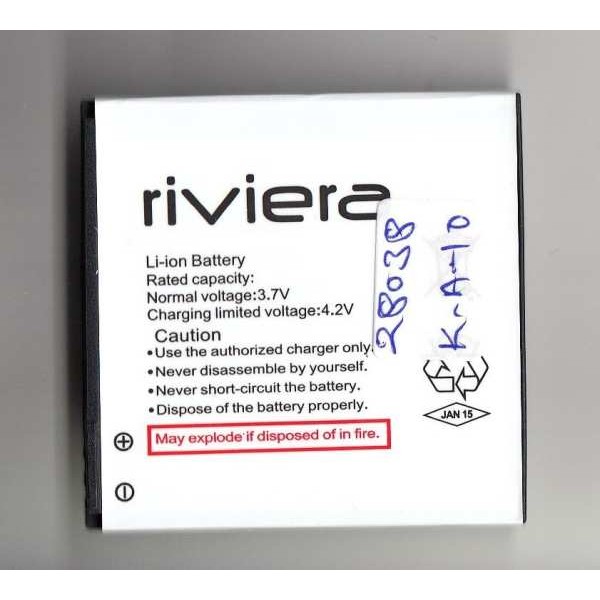 riviera
Li-ion Battery
Rated capacity:
Normal voltage:3.7V
Charging limited voltage:4.2V
Caution
•Use the authorized charger only.
•Never disassemble by yourself.
•Never short-circuit the battery.
•Dispose of the battery properly.
May explode if disposed of in fire.
28038
K-A-10
JAN 15